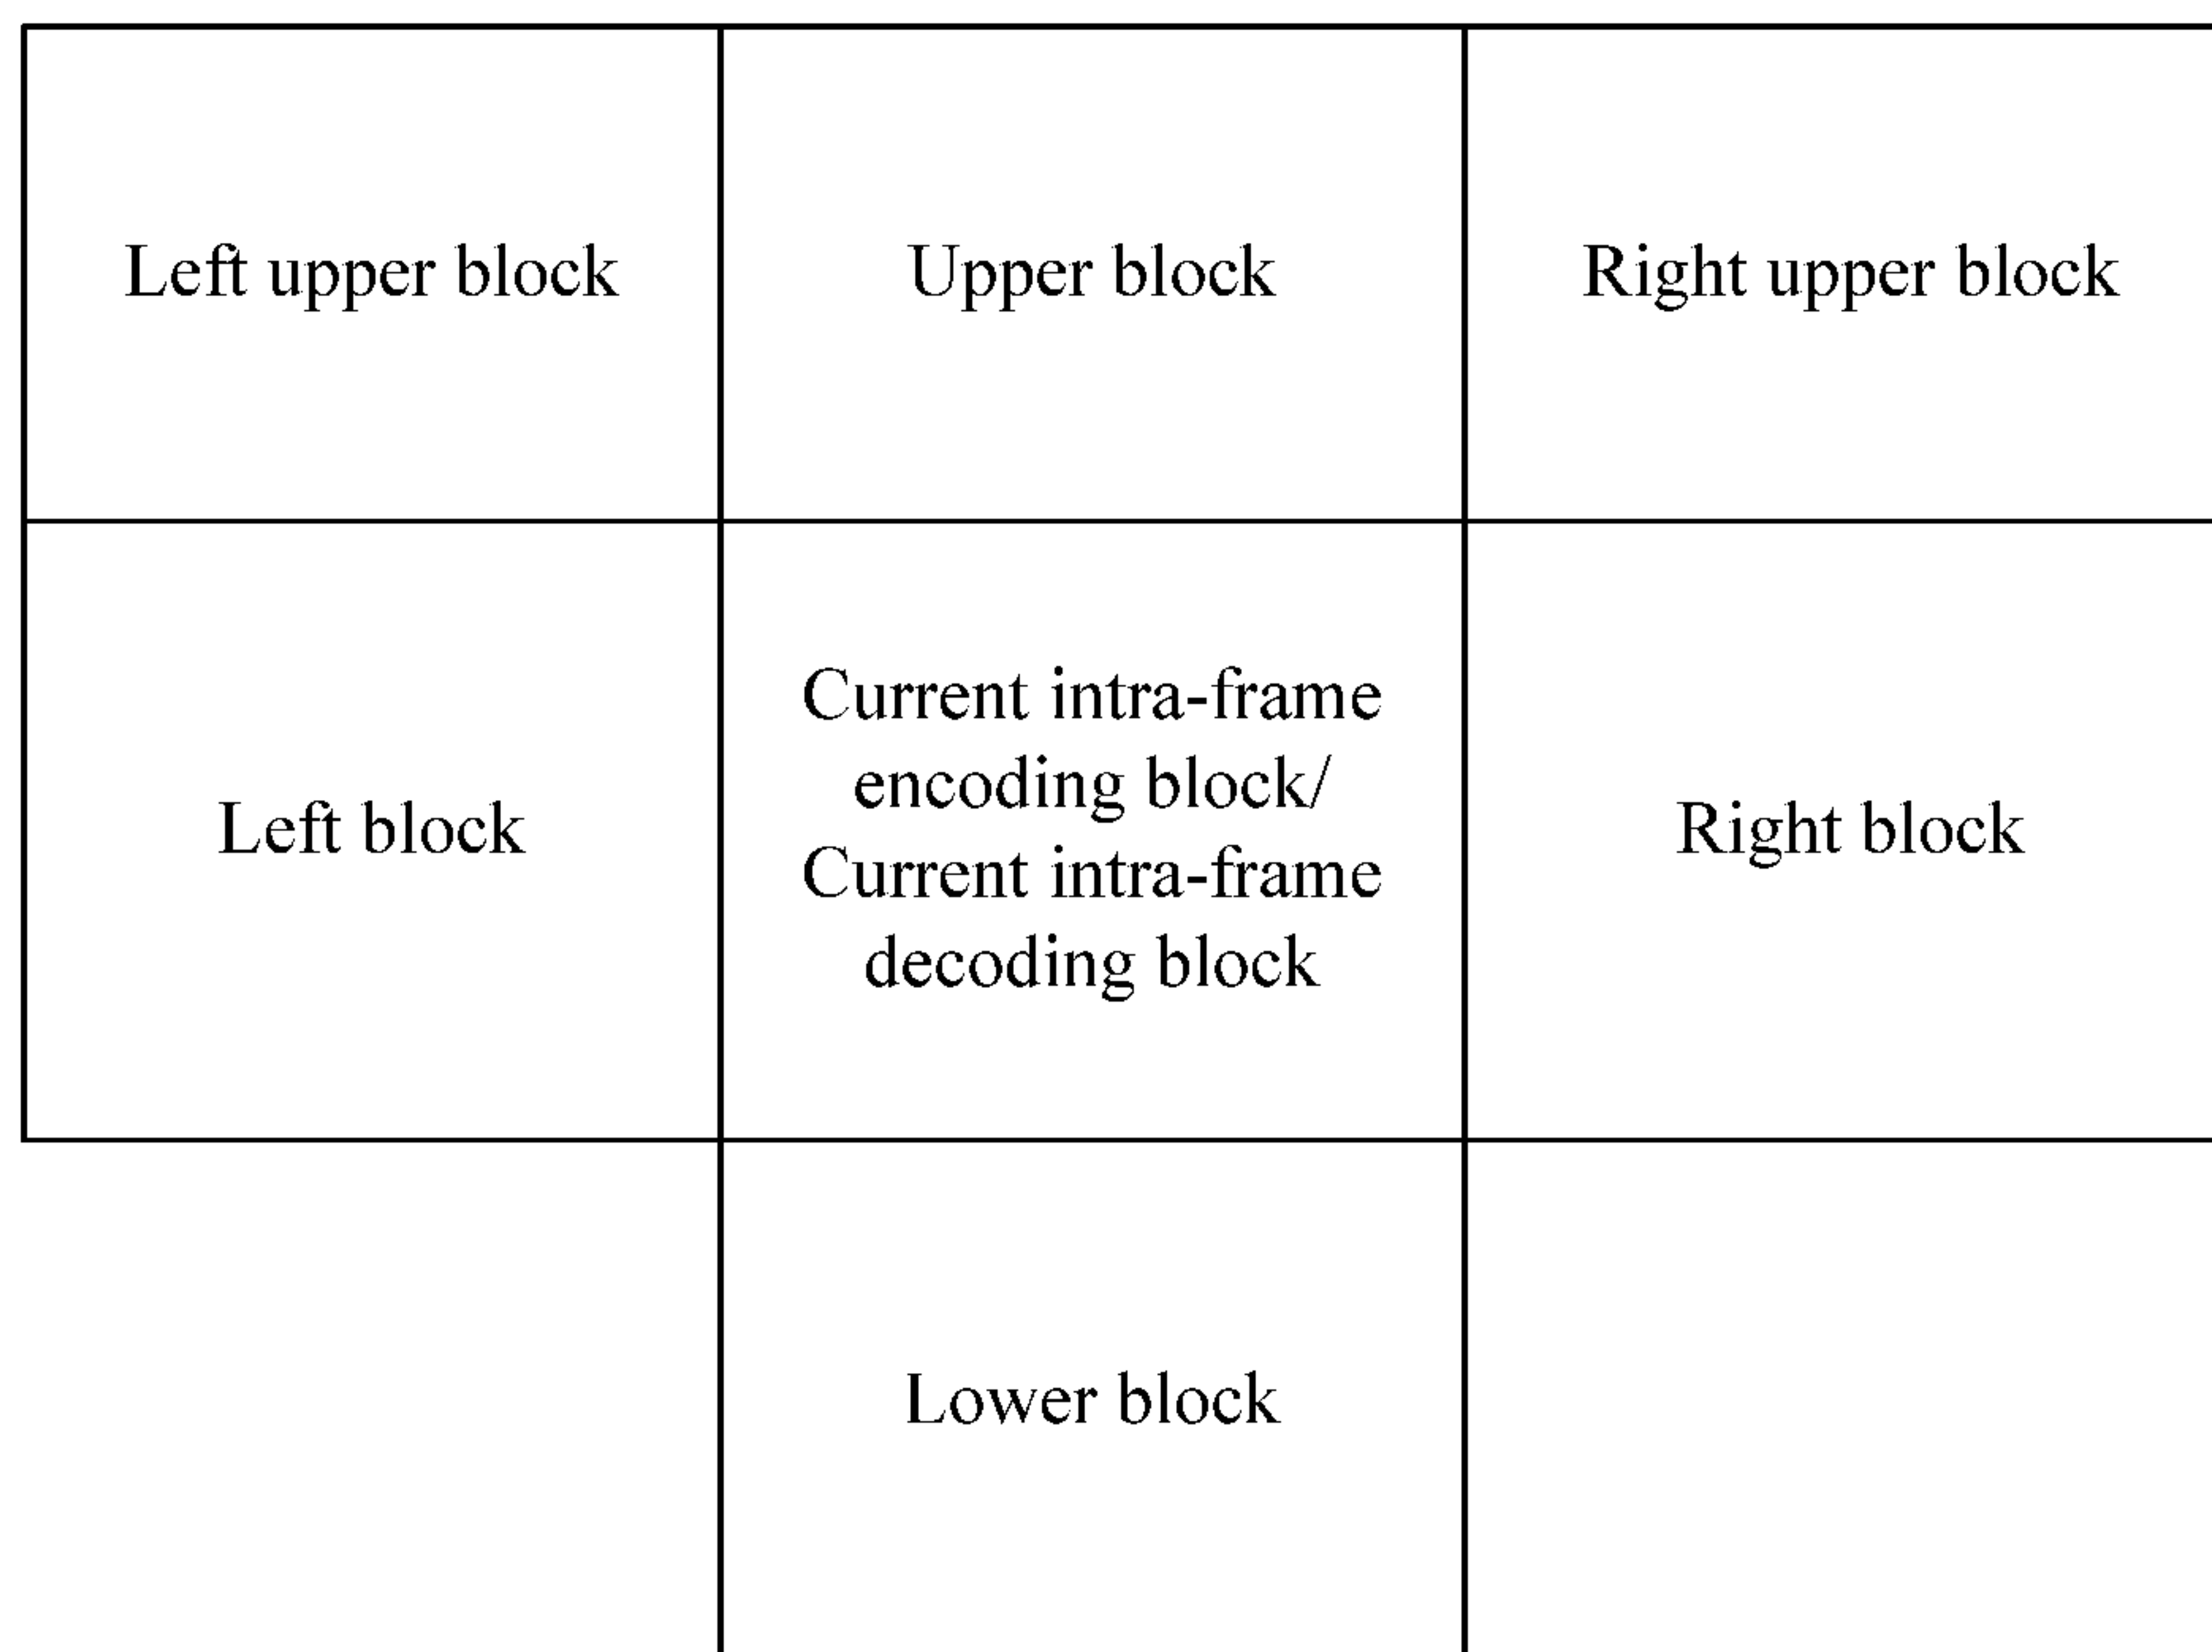 Left upper block
Upper block
Right upper block
Left block
Current intra-frame
encoding block/
Current intra-frame
decoding block
Right block
Lower block